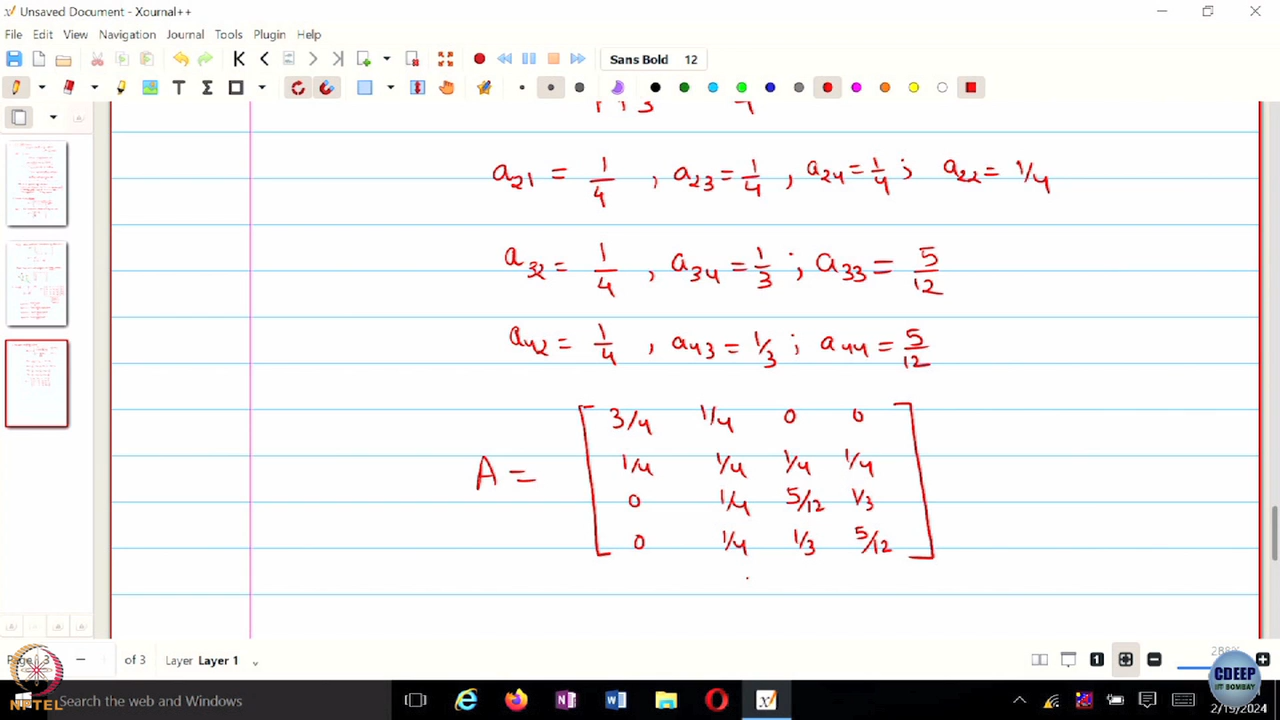 Unsaved Document - Xournal++
File Edit View Navigation Journal Tools Plugin Help
Sans Bold 12
a21 = 1/4 , a23 = 1/4 , a24 = 1/4 ; a22 = 1/4
a32 = 1/4 , a34 = 1/3 ; a33 = 5/12
a42 = 1/4 , a43 = 1/3 ; a44 = 5/12
3/4 1/4 0 0
A = 1/4 1/4 1/4 1/4
0 1/4 5/12 1/3
0 1/4 1/3 5/12
of 3 Layer Layer 1
288%
NPTEL
Search the web and Windows
CDEEP
IIT BOMBAY
2/19/2024